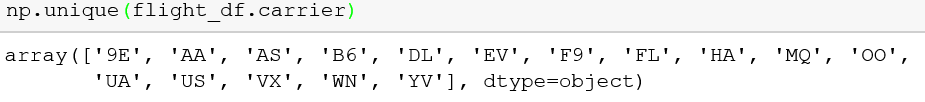 np.unique(flight_df.carrier)
array(['9E', 'AA', 'AS', 'B6', 'DL', 'EV', 'F9', 'FL', 'HA', 'MQ', 'OO',
'UA', 'US', 'VX', 'WN', 'YV'], dtype=object)